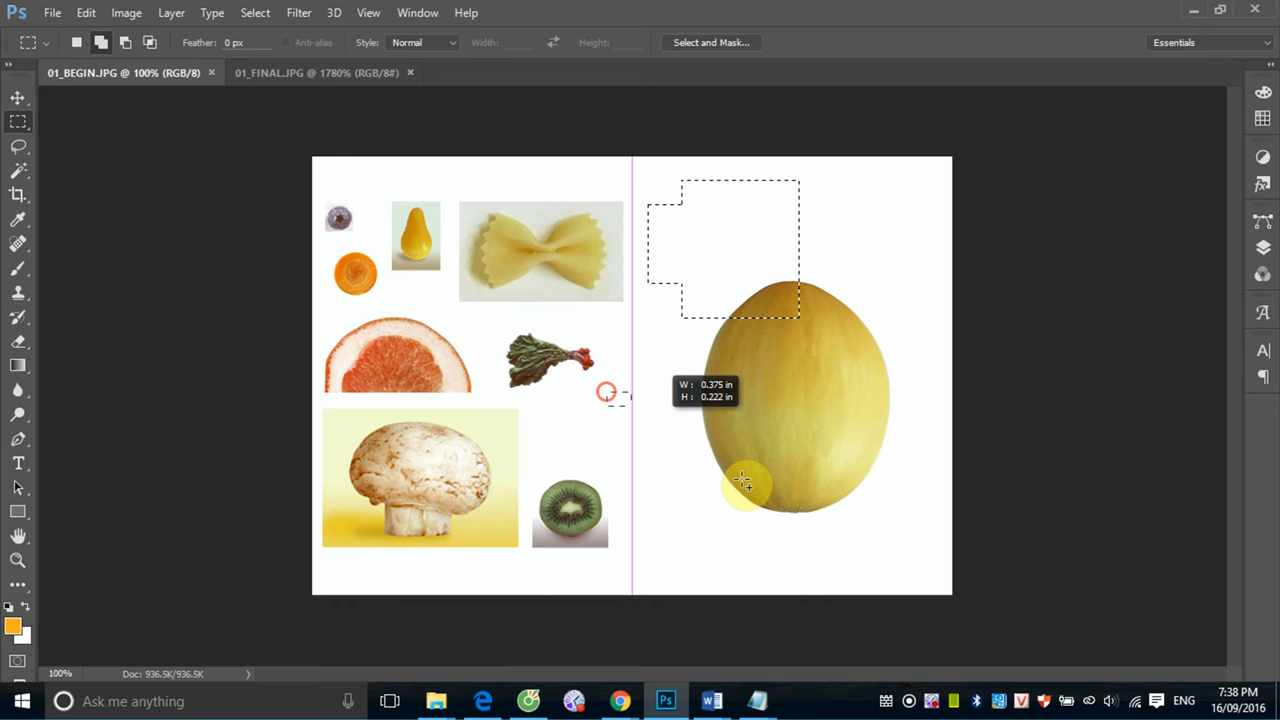 Ps File Edit Image Layer Type Select Filter 3D View Window Help
Feather: 0 px Anti-alias Style: Normal Width: Height: Select and Mask... Essentials
01_BEGIN.JPG @ 100% (RGB/8) × 01_FINAL.JPG @ 1780% (RGB/8#) ×
W : 0.375 in
H : 0.222 in
100% Doc: 936.5K/936.5K
Ask me anything
ENG
7:38 PM
16/09/2016